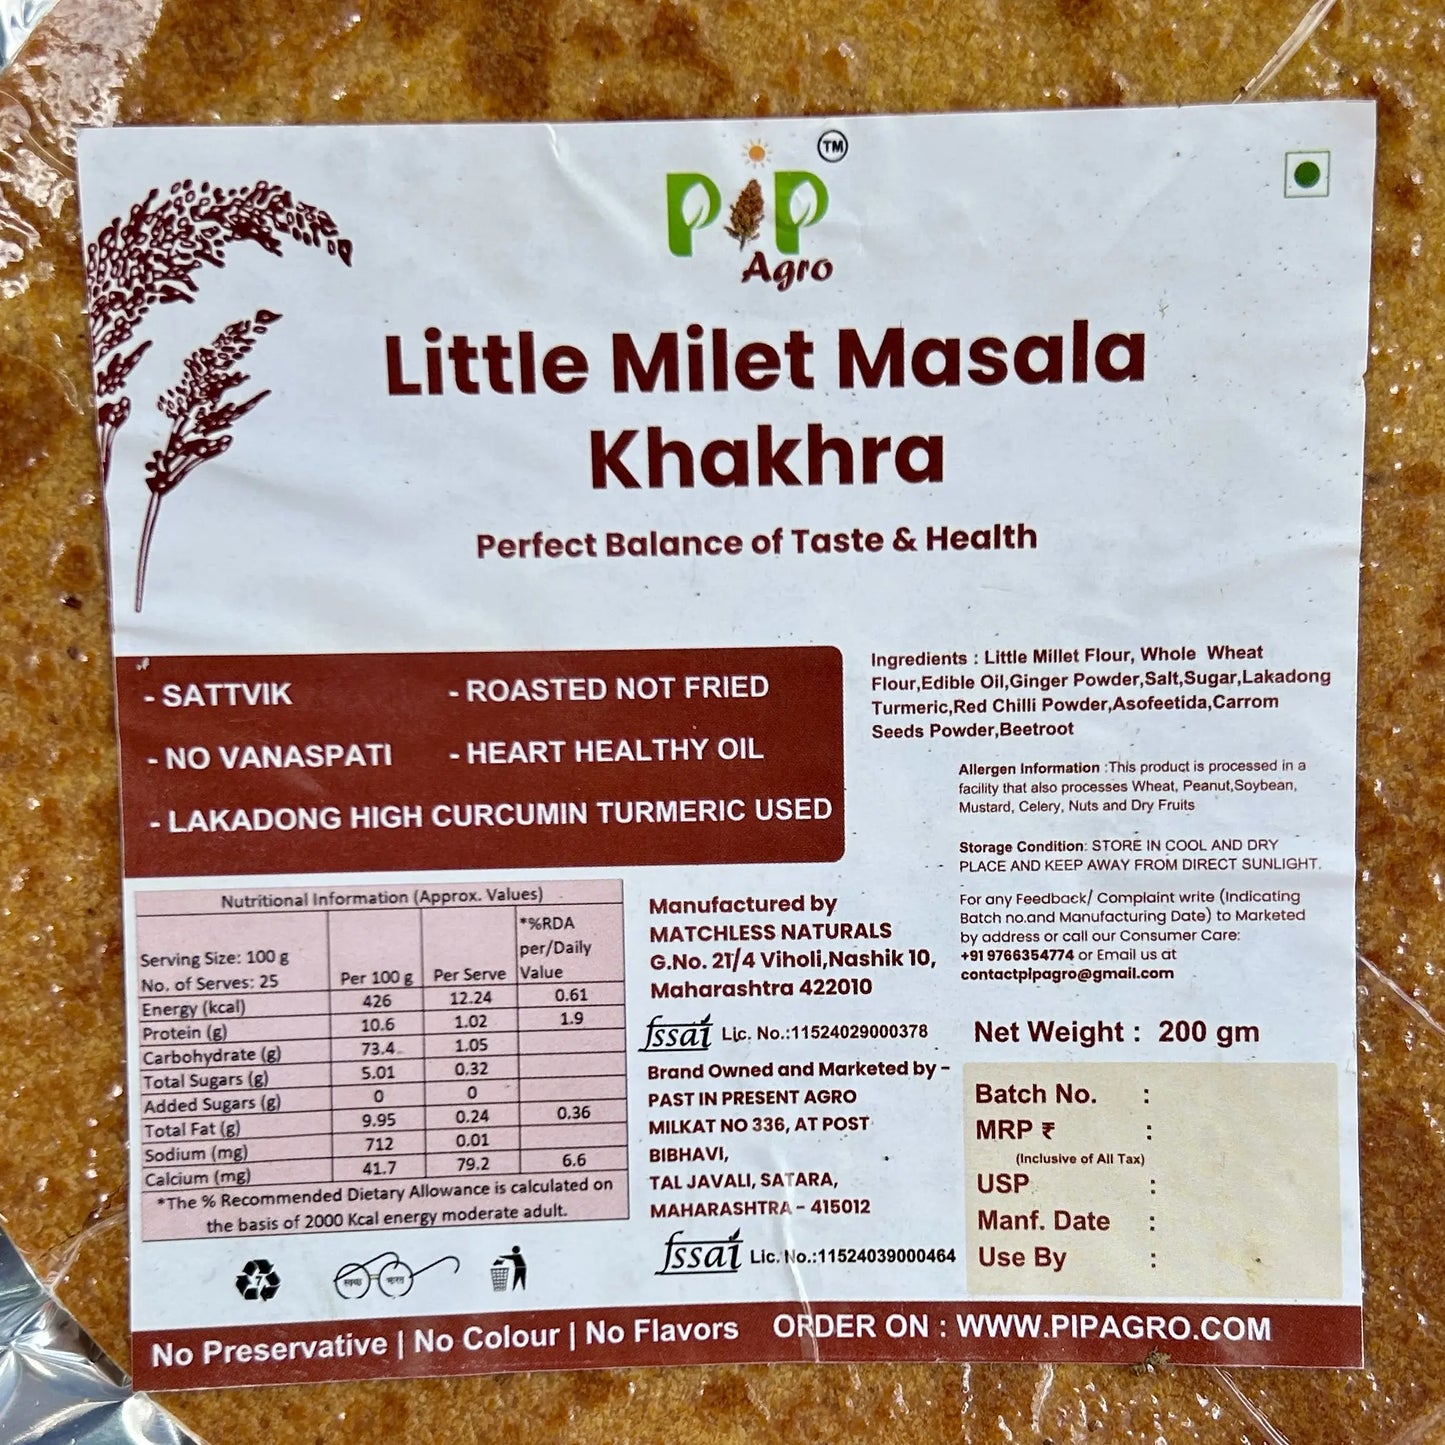 TM
PIP
Agro
Little Milet Masala
Khakhra
Perfect Balance of Taste & Health
- SATTVIK
- ROASTED NOT FRIED
- NO VANASPATI
- HEART HEALTHY OIL
- LAKADONG HIGH CURCUMIN TURMERIC USED
Ingredients : Little Millet Flour, Whole Wheat
Flour,Edible Oil,Ginger Powder,Salt,Sugar,Lakadong
Turmeric,Red Chilli Powder,Asofeetida,Carrom
Seeds Powder,Beetroot
Allergen Information :This product is processed in a
facility that also processes Wheat, Peanut,Soybean,
Mustard, Celery, Nuts and Dry Fruits
Storage Condition: STORE IN COOL AND DRY
PLACE AND KEEP AWAY FROM DIRECT SUNLIGHT.
For any Feedback/ Complaint write (Indicating
Batch no.and Manufacturing Date) to Marketed
by address or call our Consumer Care:
+91 9766354774 or Email us at
contactpipagro@gmail.com
Nutritional Information (Approx. Values)
*%RDA
per/Daily
Value
Serving Size: 100 g
No. of Serves: 25 Per 100 g Per Serve
Energy (kcal) 426 12.24 0.61
Protein (g) 10.6 1.02 1.9
Carbohydrate (g) 73.4 1.05
Total Sugars (g) 5.01 0.32
Added Sugars (g) 0 0
Total Fat (g) 9.95 0.24 0.36
Sodium (mg) 712 0.01
Calcium (mg) 41.7 79.2 6.6
*The % Recommended Dietary Allowance is calculated on
the basis of 2000 Kcal energy moderate adult.
Manufactured by
MATCHLESS NATURALS
G.No. 21/4 Viholi,Nashik 10,
Maharashtra 422010
fssai Lic. No.:11524029000378
Brand Owned and Marketed by -
PAST IN PRESENT AGRO
MILKAT NO 336, AT POST
BIBHAVI,
TAL JAVALI, SATARA,
MAHARASHTRA - 415012
fssai Lic. No.:11524039000464
Net Weight : 200 gm
Batch No. :
MRP ₹ :
(Inclusive of All Tax)
USP :
Manf. Date :
Use By :
7
स्वच्छ भारत
No Preservative | No Colour | No Flavors
ORDER ON : WWW.PIPAGRO.COM